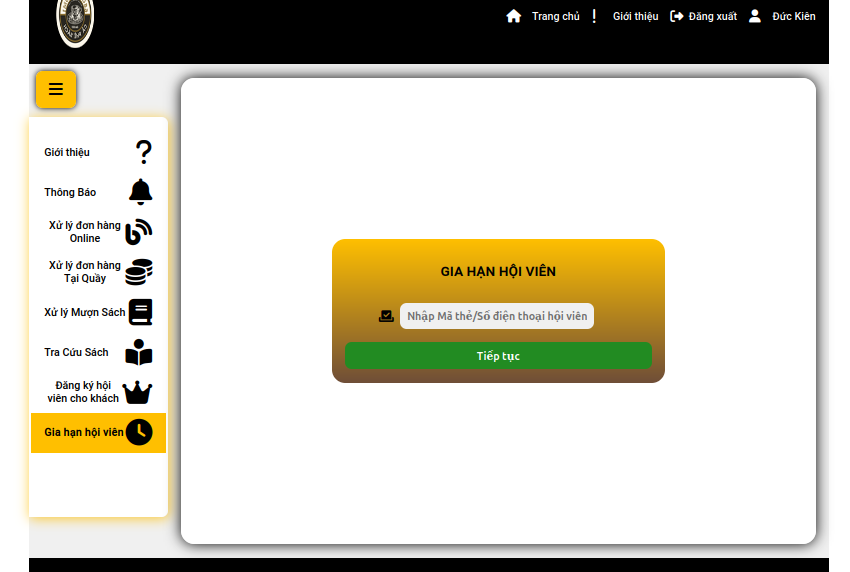 Trang chủ Giới thiệu Đăng xuất Đức Kiên
Giới thiệu
Thông Báo
Xử lý đơn hàng
Online
Xử lý đơn hàng
Tại Quầy
Xử lý Mượn Sách
Tra Cứu Sách
Đăng ký hội
viên cho khách
Gia hạn hội viên
GIA HẠN HỘI VIÊN
Nhập Mã thẻ/Số điện thoại hội viên
Tiếp tục